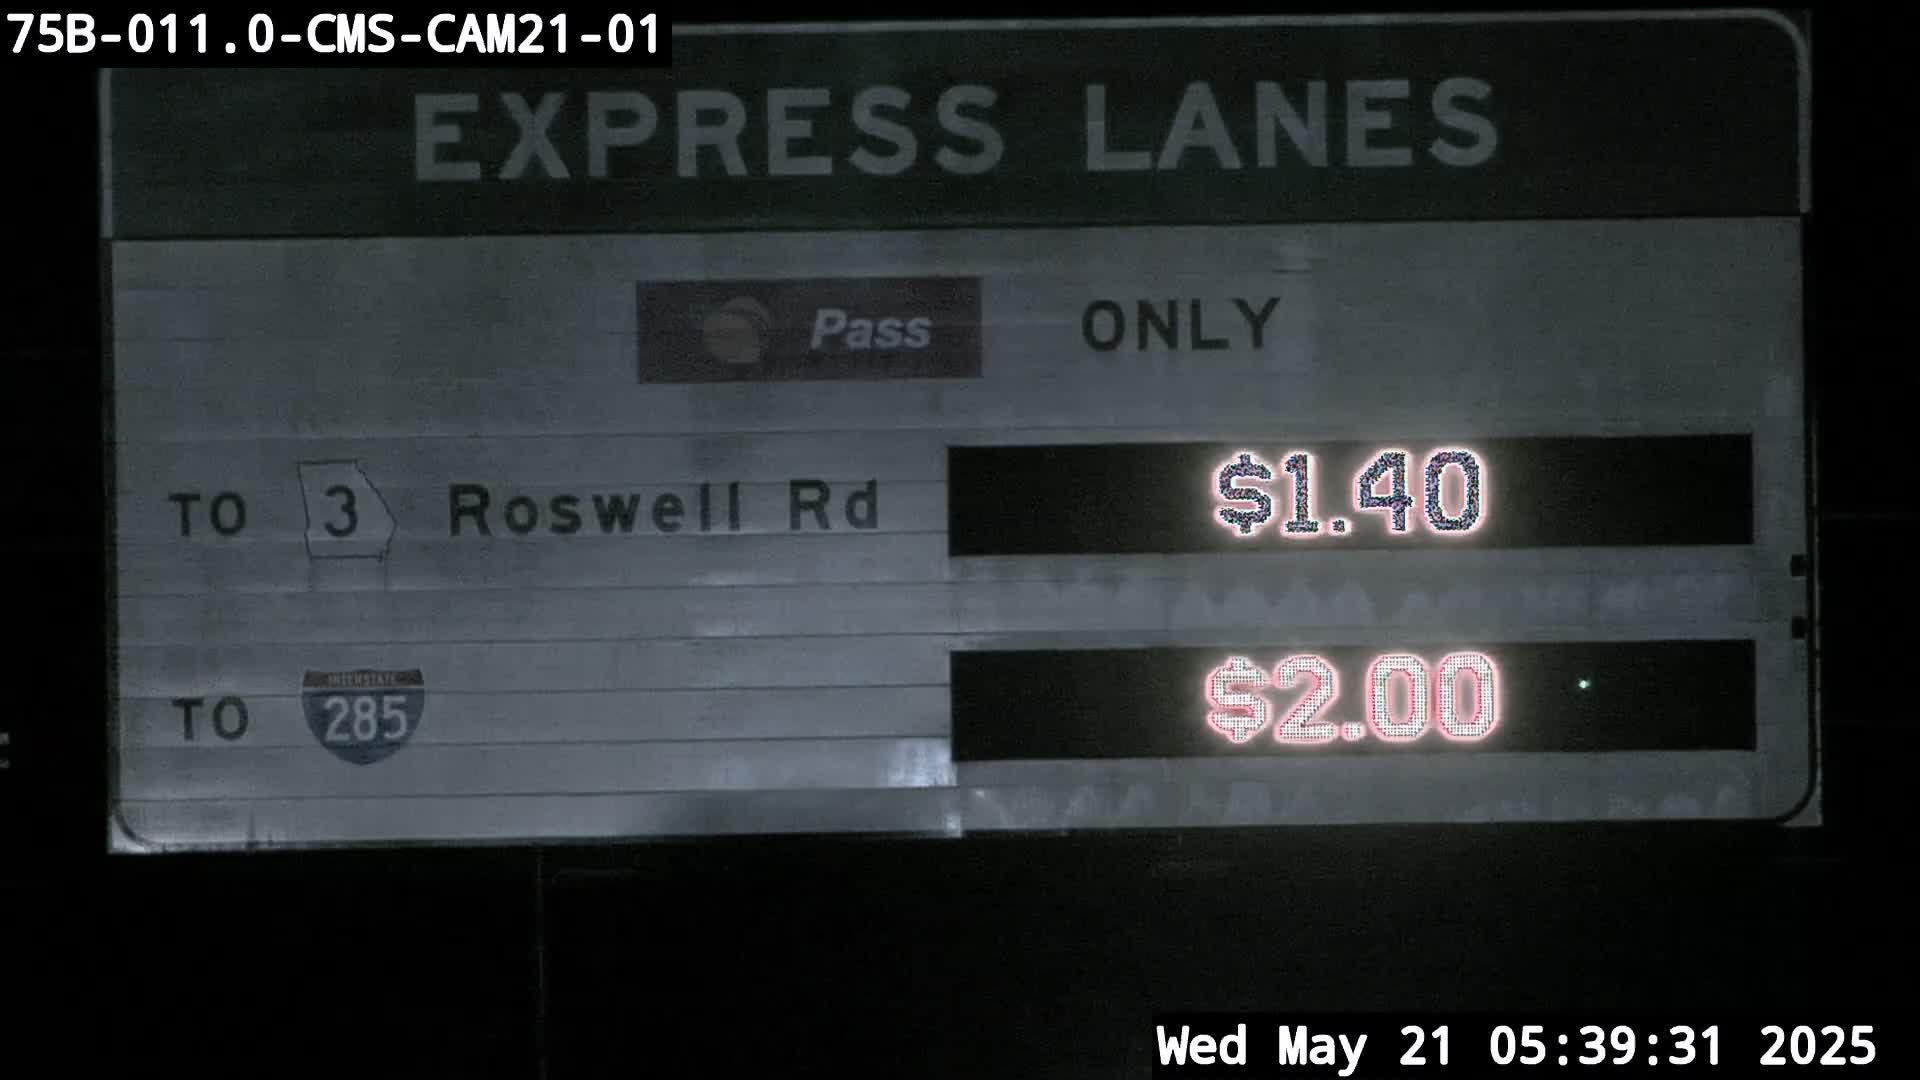 75B-011.0-CMS-CAM21-01
EXPRESS LANES
Pass ONLY
TO 3 Roswell Rd $1.40
INTERSTATE
TO 285 $2.00
Wed May 21 05:39:31 2025